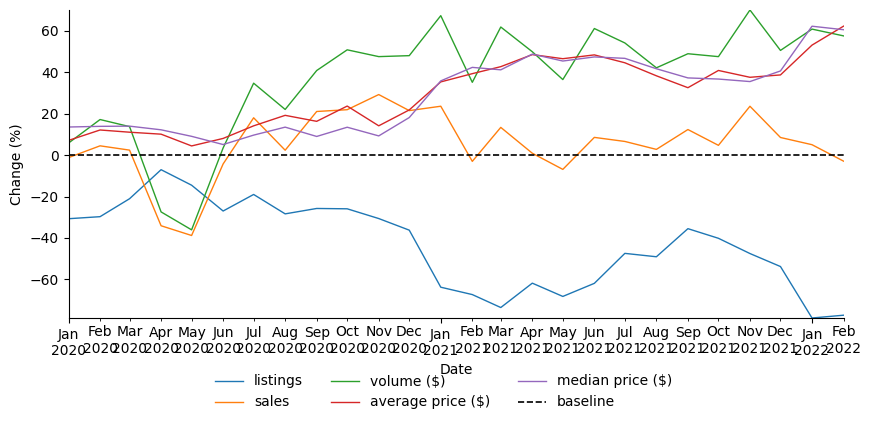 60
40
20
0
−20
−40
−60
Change (%)
Jan Feb Mar Apr May Jun Jul Aug Sep Oct Nov Dec Jan Feb Mar Apr May Jun Jul Aug Sep Oct Nov Dec Jan Feb
2020 2020 2020 2020 2020 2020 2020 2020 2020 2020 2020 2020 2021 2021 2021 2021 2021 2021 2021 2021 2021 2021 2021 2021 2022 2022
Date
listings volume ($) median price ($)
sales average price ($) baseline